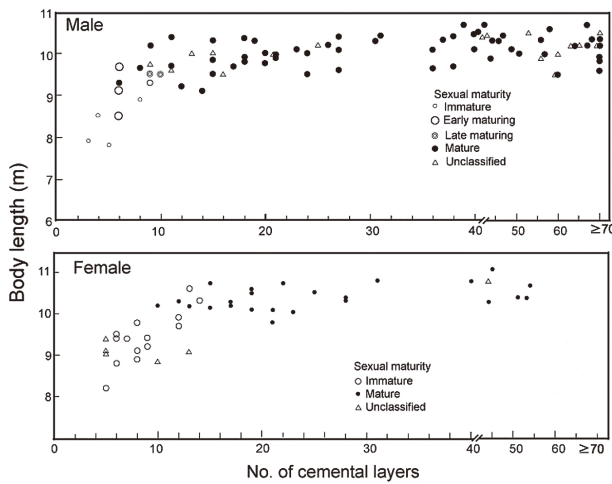 Male
11
10
9
8
7
6
Sexual maturity
Immature
Early maturing
Late maturing
Mature
Unclassified
0 10 20 30 40 50 60 ≥70
Body length (m)
Female
11
10
9
8
Sexual maturity
Immature
Mature
Unclassified
0 10 20 30 40 50 60 ≥70
No. of cemental layers